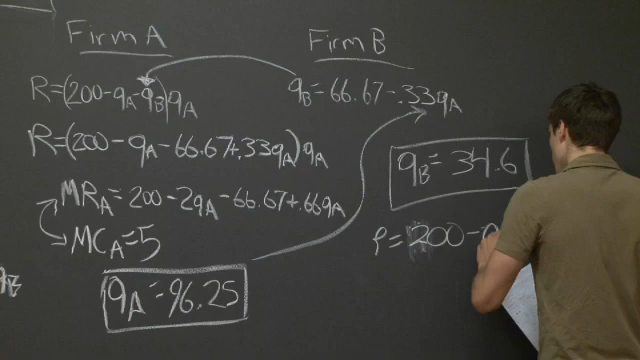 Firm A
R=(200-qA-qB)qA
R=(200-qA-66.67+.33qA)qA
MRA=200-2qA-66.67+.66qA
MCA=5
qA=96.25
Firm B
qB=66.67-.33qA
qB=34.6
P=200-
qB